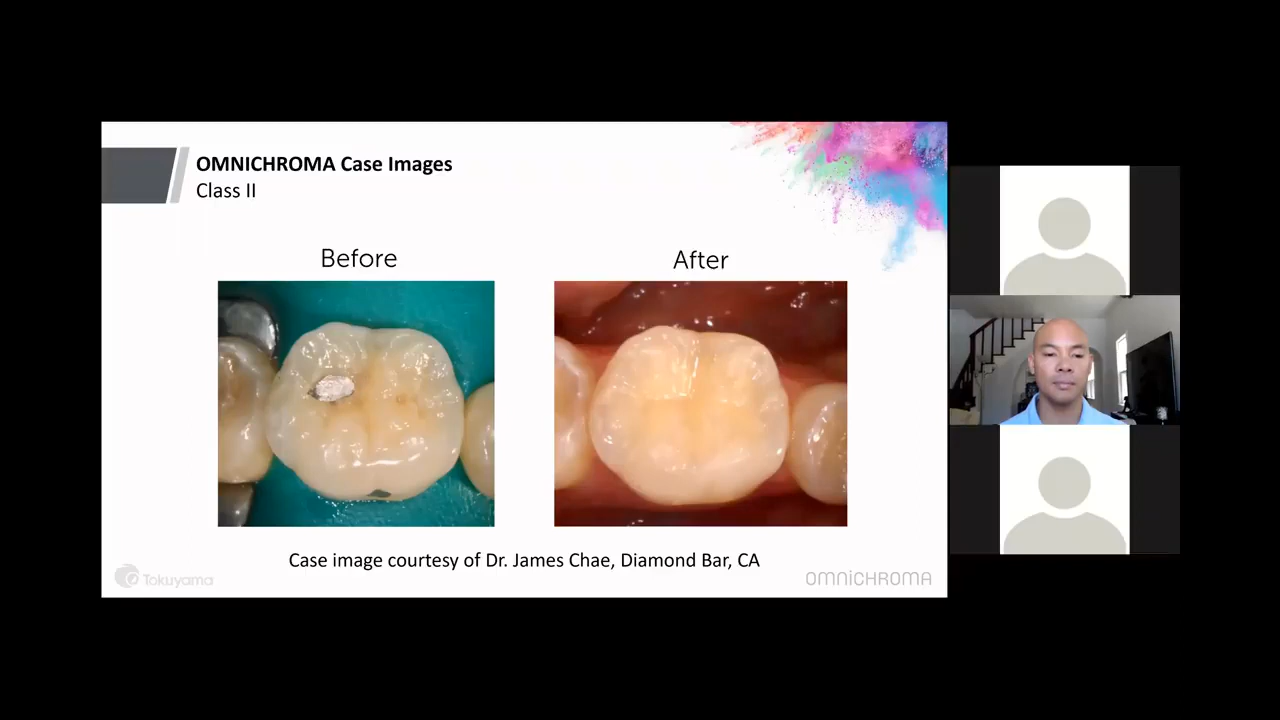 OMNICHROMA Case Images
Class II
Before
After
Case image courtesy of Dr. James Chae, Diamond Bar, CA
Tokuyama
OMNICHROMA